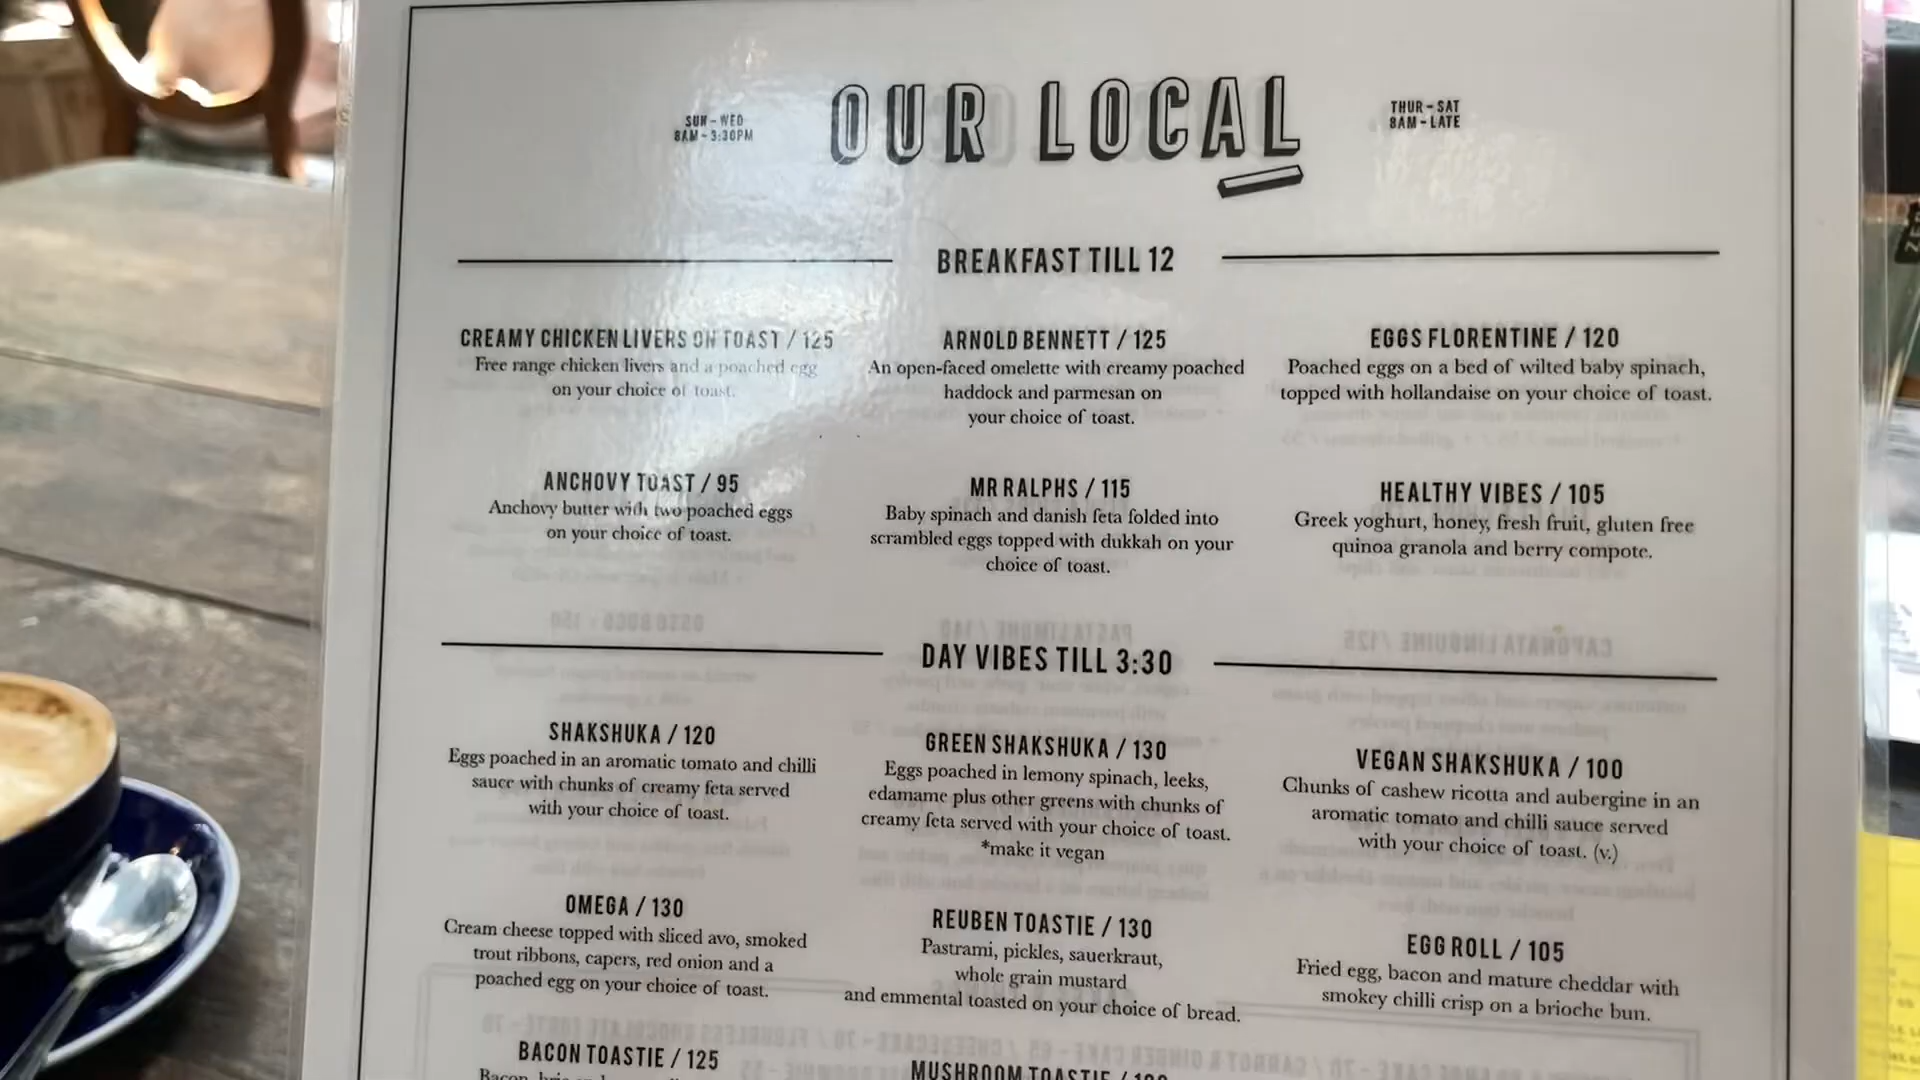 SUN – WED
8AM – 3:30PM
OUR LOCAL
THUR – SAT
8AM – LATE
BREAKFAST TILL 12
CREAMY CHICKEN LIVERS ON TOAST / 125
Free range chicken livers and a poached egg
on your choice of toast.
ARNOLD BENNETT / 125
An open-faced omelette with creamy poached
haddock and parmesan on
your choice of toast.
EGGS FLORENTINE / 120
Poached eggs on a bed of wilted baby spinach,
topped with hollandaise on your choice of toast.
ANCHOVY TOAST / 95
Anchovy butter with two poached eggs
on your choice of toast.
MR RALPHS / 115
Baby spinach and danish feta folded into
scrambled eggs topped with dukkah on your
choice of toast.
HEALTHY VIBES / 105
Greek yoghurt, honey, fresh fruit, gluten free
quinoa granola and berry compote.
DAY VIBES TILL 3:30
SHAKSHUKA / 120
Eggs poached in an aromatic tomato and chilli
sauce with chunks of creamy feta served
with your choice of toast.
GREEN SHAKSHUKA / 130
Eggs poached in lemony spinach, leeks,
edamame plus other greens with chunks of
creamy feta served with your choice of toast.
*make it vegan
VEGAN SHAKSHUKA / 100
Chunks of cashew ricotta and aubergine in an
aromatic tomato and chilli sauce served
with your choice of toast. (v.)
OMEGA / 130
Cream cheese topped with sliced avo, smoked
trout ribbons, capers, red onion and a
poached egg on your choice of toast.
REUBEN TOASTIE / 130
Pastrami, pickles, sauerkraut,
whole grain mustard
and emmental toasted on your choice of bread.
EGG ROLL / 105
Fried egg, bacon and mature cheddar with
smokey chilli crisp on a brioche bun.
BACON TOASTIE / 125
Bacon, brie
MUSHROOM TOASTIE /